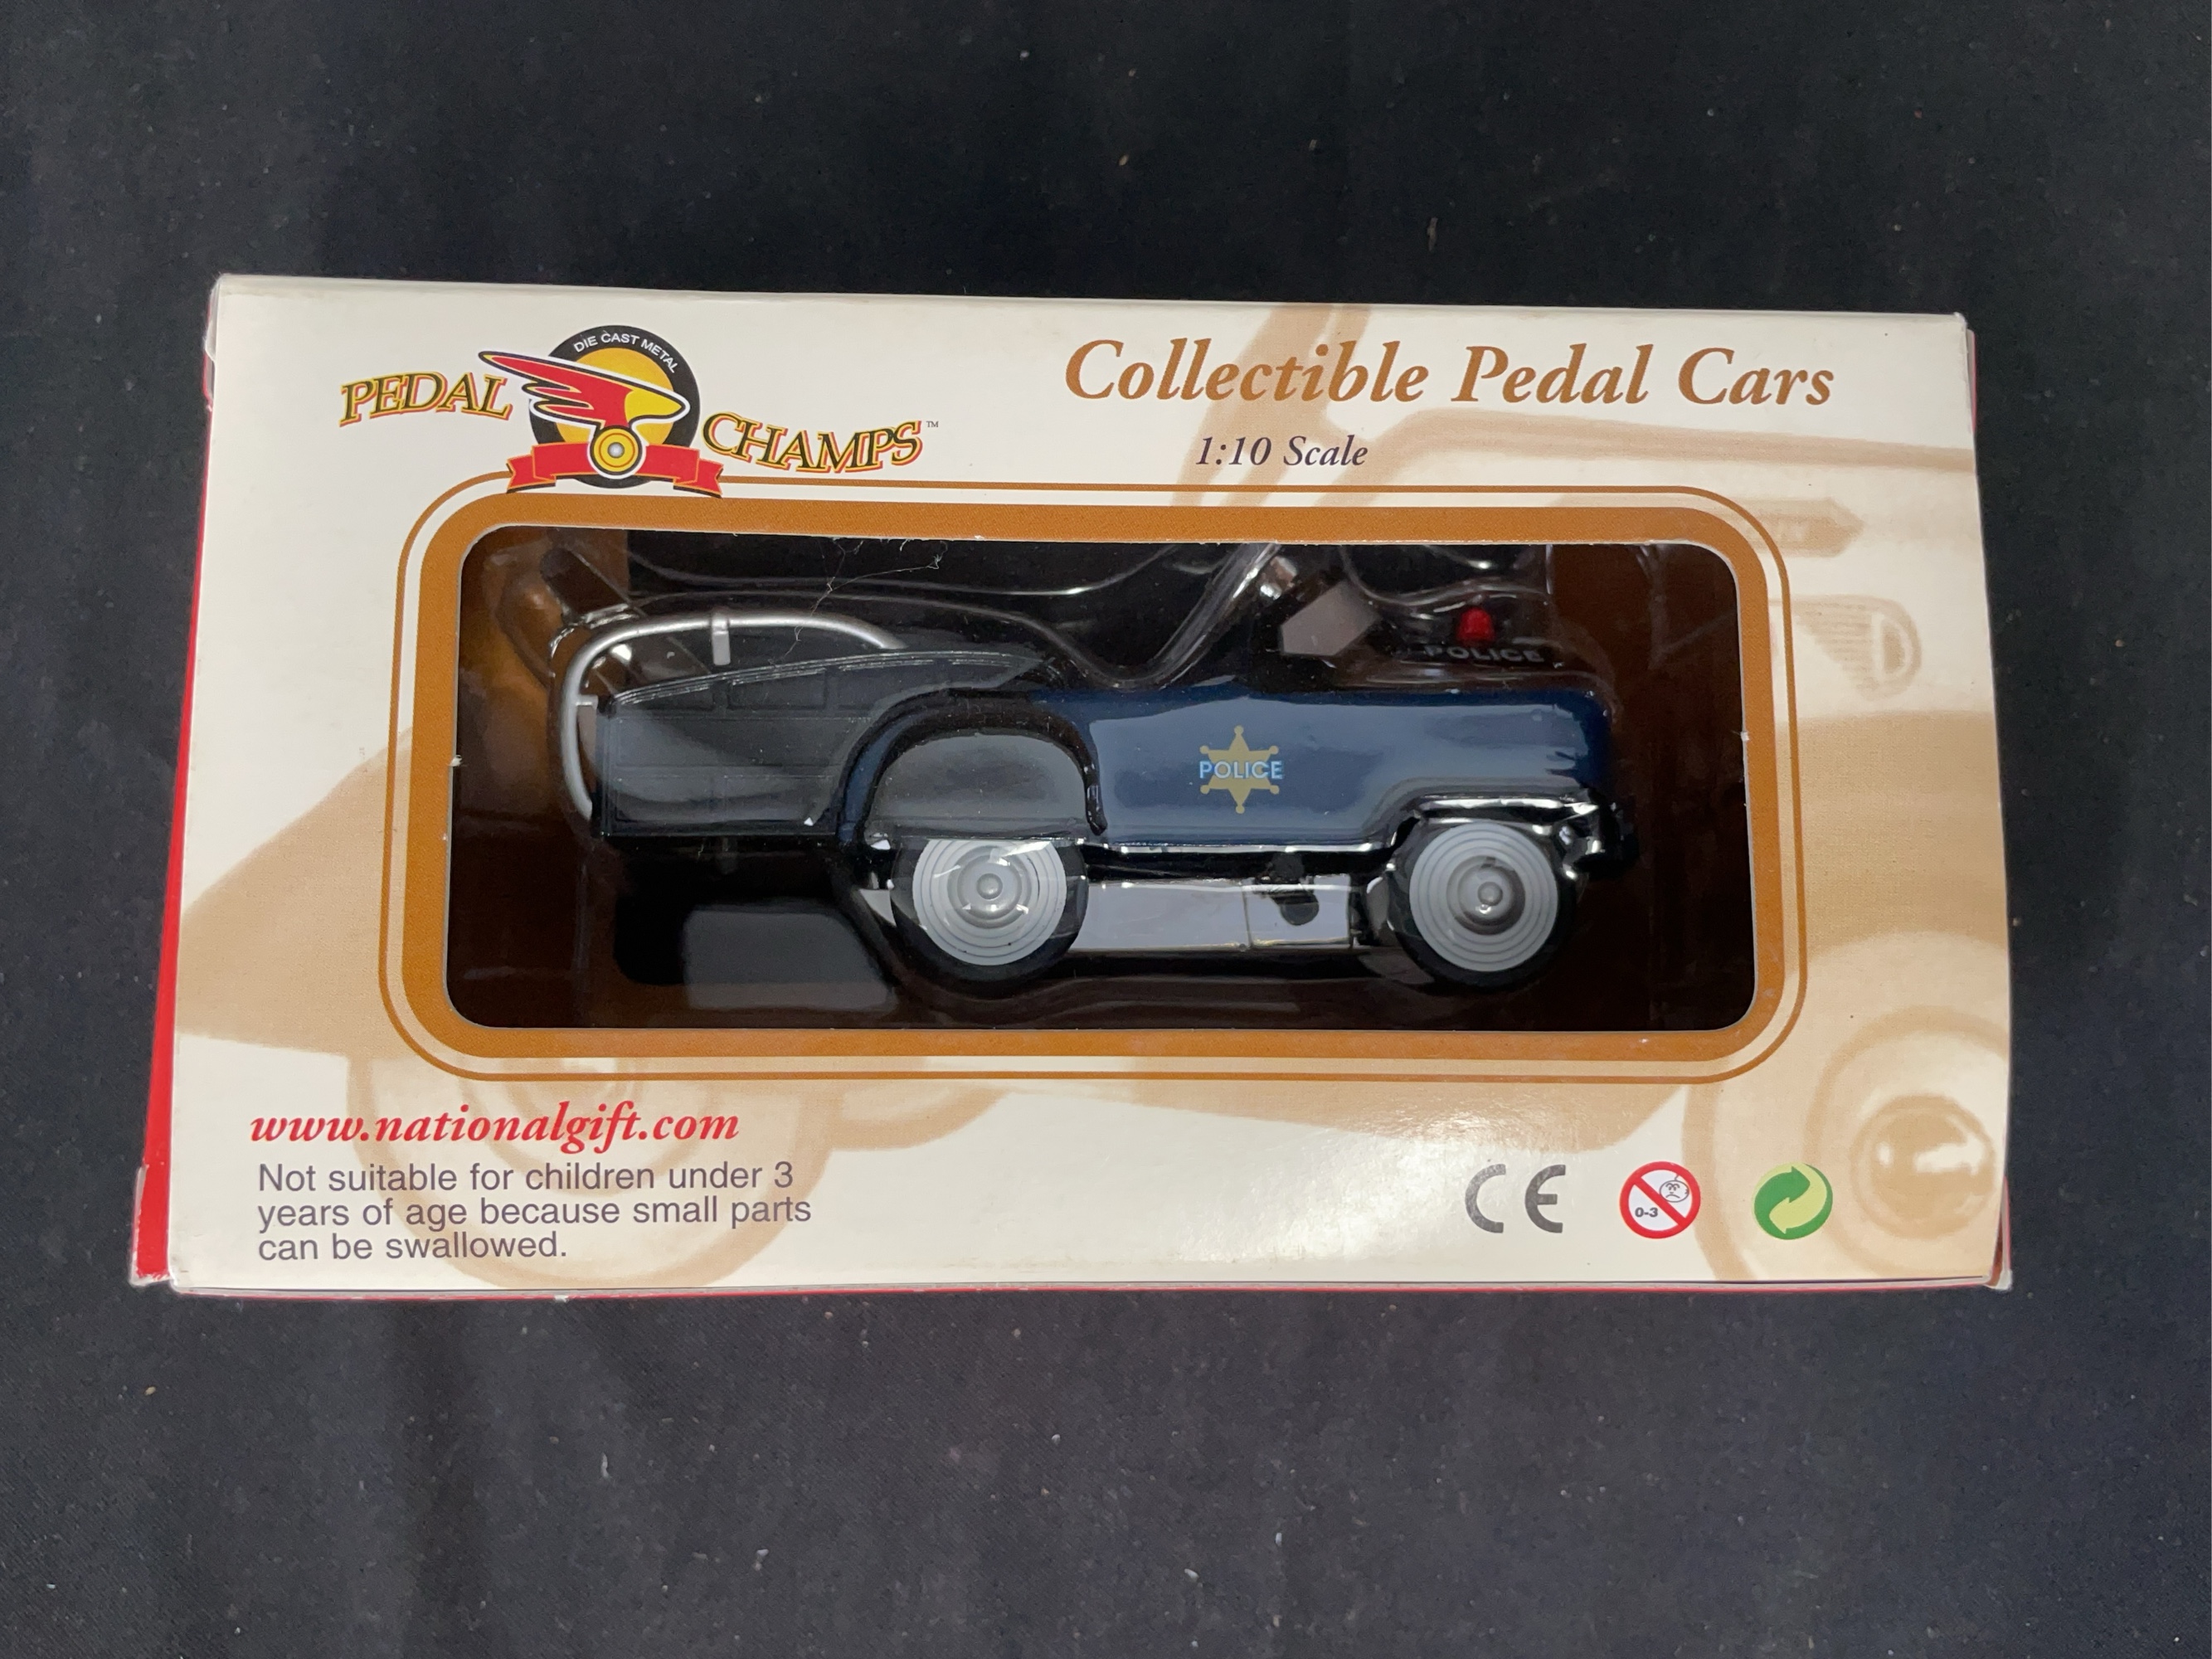 DIE CAST METAL
PEDAL CHAMPS™
Collectible Pedal Cars
1:10 Scale
POLICE
POLICE
www.nationalgift.com
Not suitable for children under 3
years of age because small parts
can be swallowed.
CE
0-3